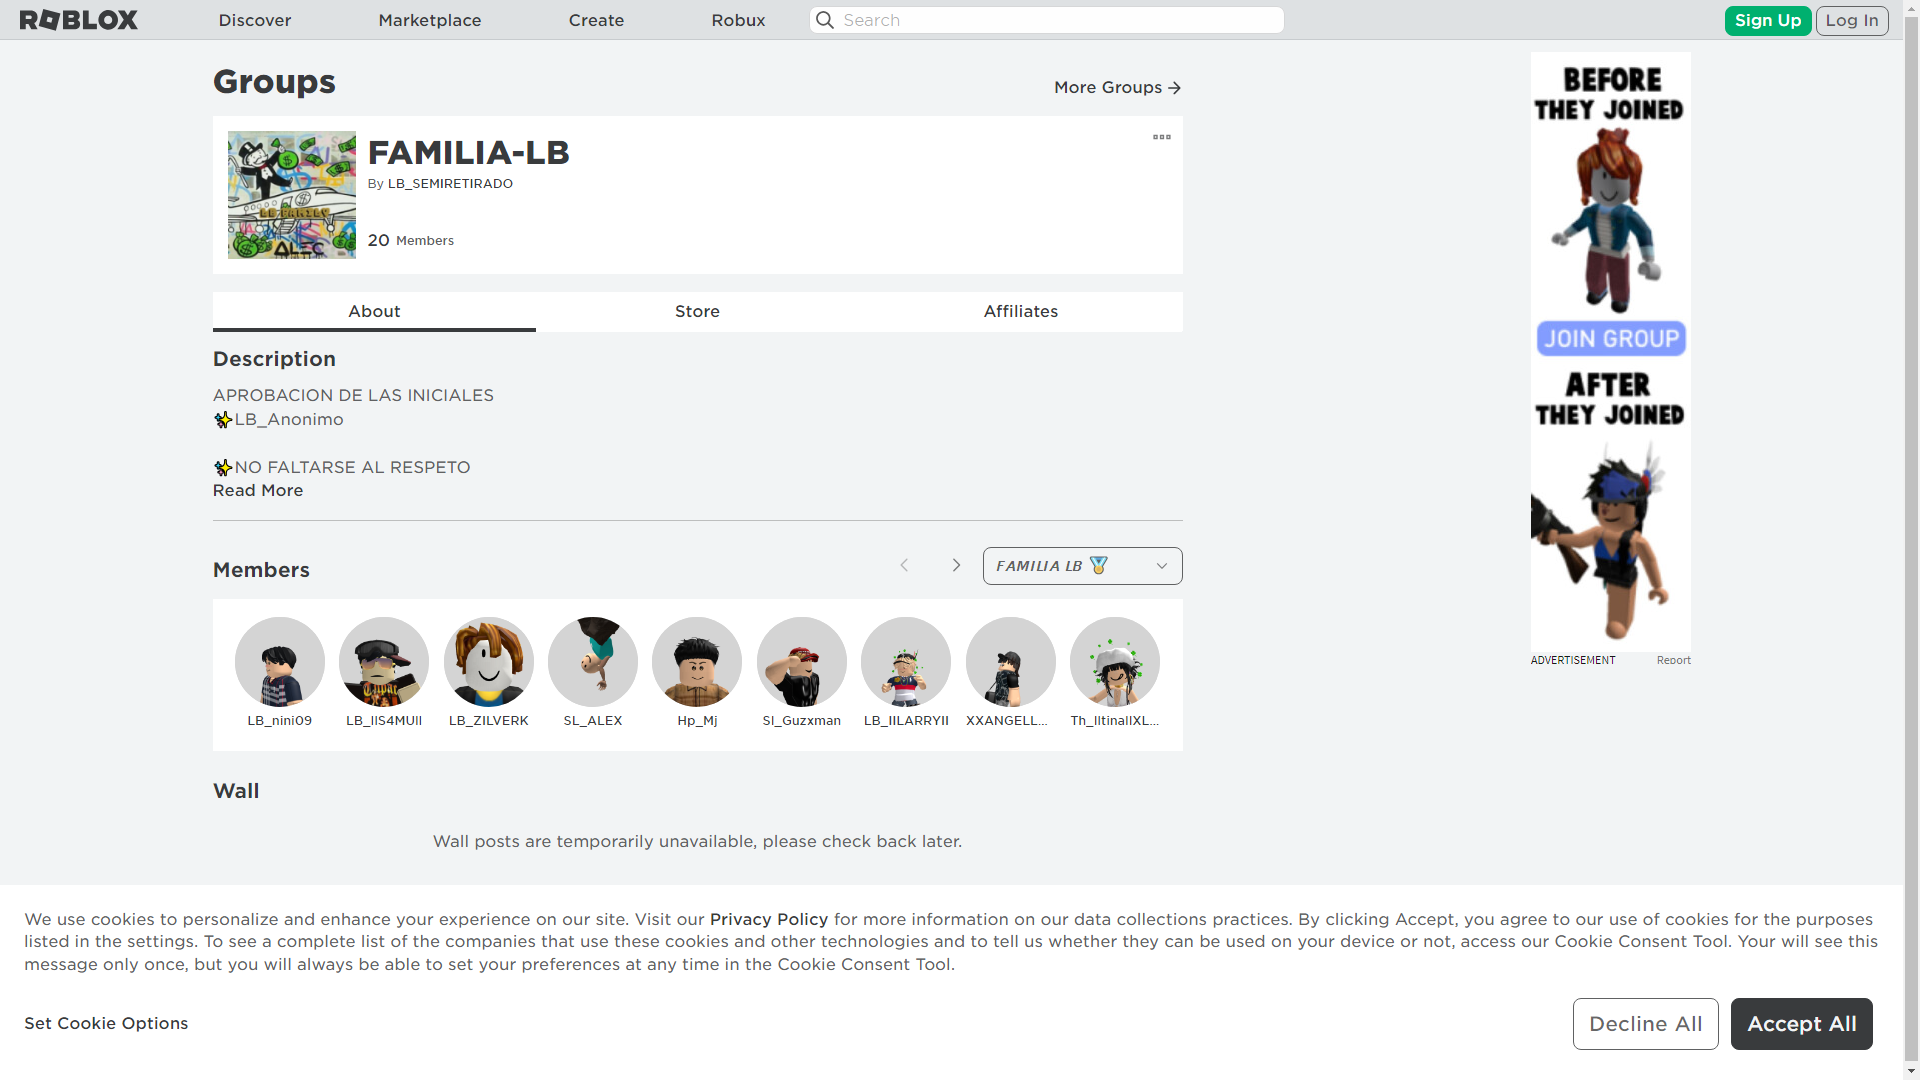 ROBLOX
Discover
Marketplace
Create
Robux
Search
Sign Up
Log In
Groups
More Groups
FAMILIA-LB
By LB_SEMIRETIRADO
20 Members
LB FAMILY
ALEC
About
Store
Affiliates
Description
APROBACION DE LAS INICIALES
✨LB_Anonimo
✨NO FALTARSE AL RESPETO
Read More
Members
FAMILIA LB 🏅
LB_nini09
LB_IlS4MUll
LB_ZILVERK
SL_ALEX
Hp_Mj
Sl_Guzxman
LB_IILARRYII
XXANGELL...
Th_IltinalIXL...
Wall
Wall posts are temporarily unavailable, please check back later.
BEFORE
THEY JOINED
JOIN GROUP
AFTER
THEY JOINED
ADVERTISEMENT
Report
We use cookies to personalize and enhance your experience on our site. Visit our Privacy Policy for more information on our data collections practices. By clicking Accept, you agree to our use of cookies for the purposes
listed in the settings. To see a complete list of the companies that use these cookies and other technologies and to tell us whether they can be used on your device or not, access our Cookie Consent Tool. Your will see this
message only once, but you will always be able to set your preferences at any time in the Cookie Consent Tool.
Set Cookie Options
Decline All
Accept All